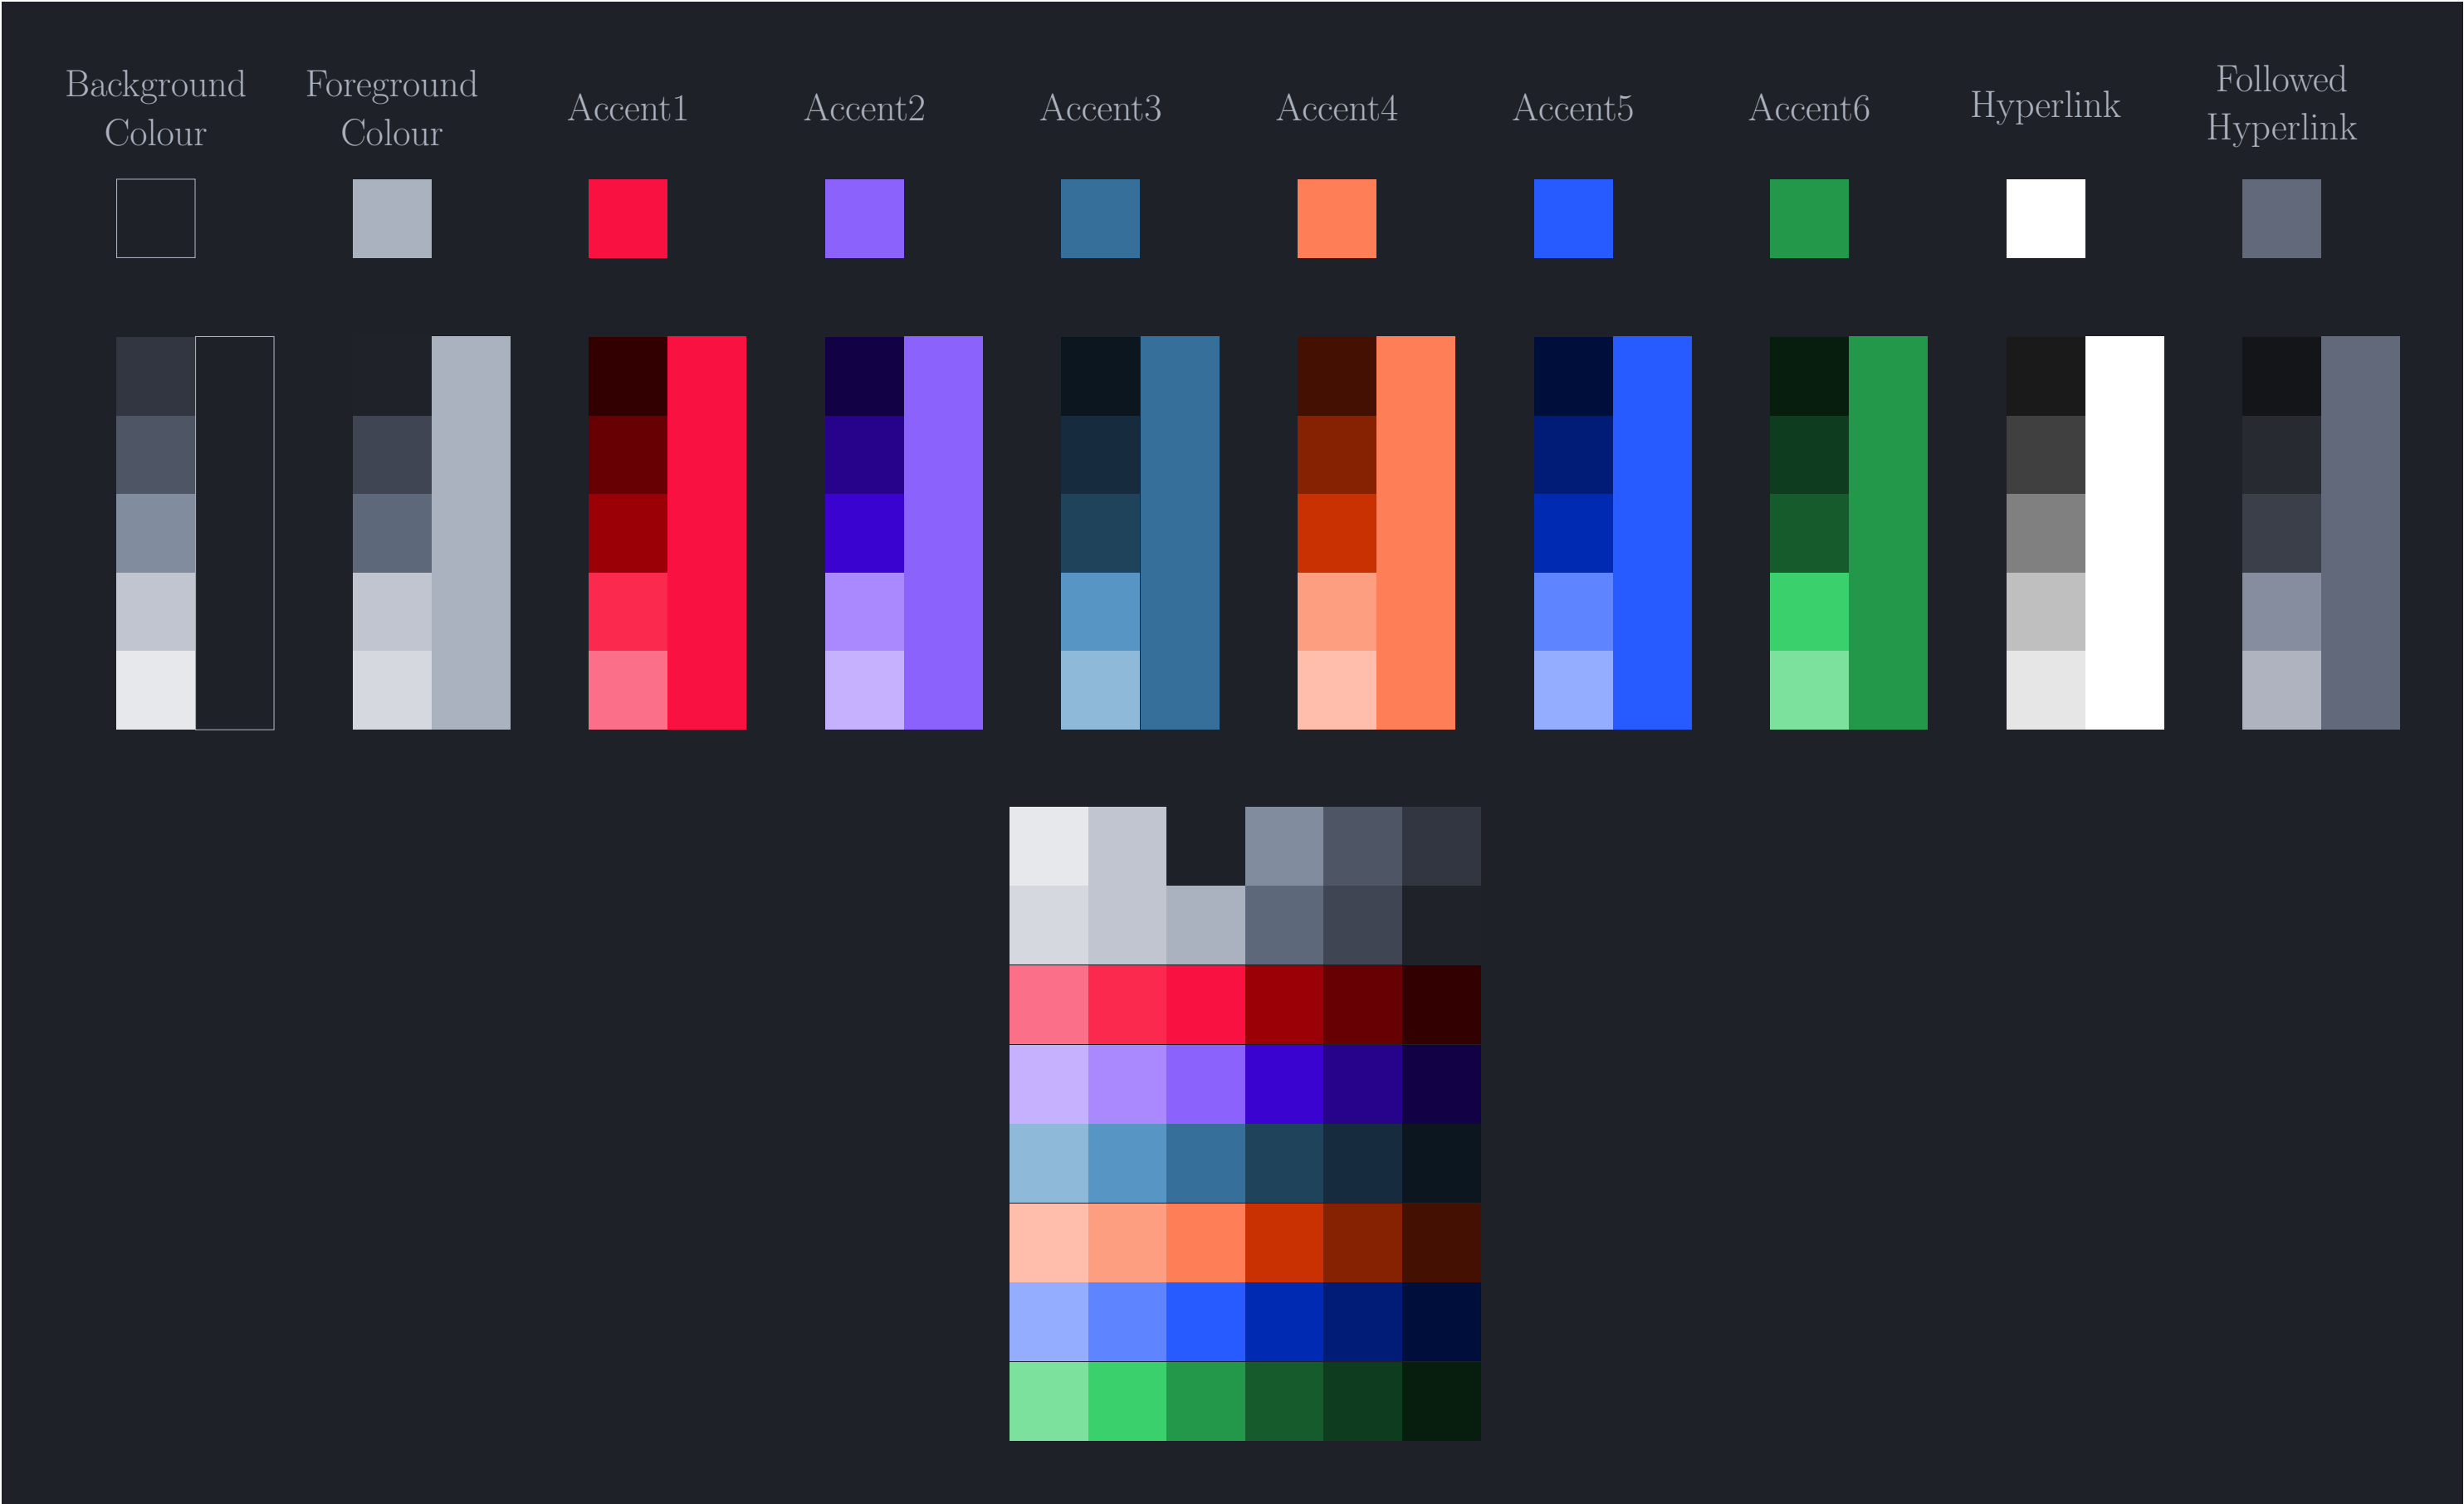 Background
Colour
Foreground
Colour
Accent1
Accent2
Accent3
Accent4
Accent5
Accent6
Hyperlink
Followed
Hyperlink